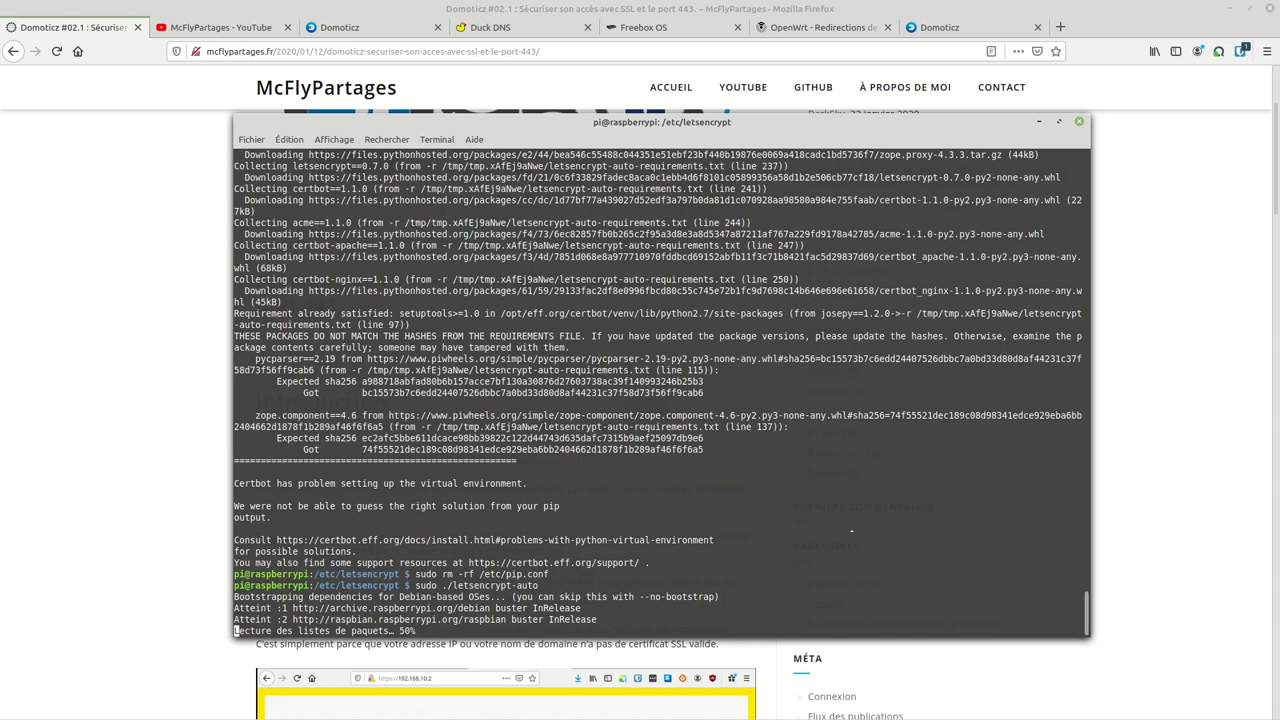 Domoticz #02.1 : Sécuriser son accès avec SSL et le port 443. – McFlyPartages - Mozilla Firefox
Domoticz #02.1 : Sécuriser
McFlyPartages - YouTube
Domoticz
Duck DNS
Freebox OS
OpenWrt - Redirections de
Domoticz
mcflypartages.fr/2020/01/12/domoticz-securiser-son-acces-avec-ssl-et-le-port-443/
McFlyPartages
ACCUEIL YOUTUBE GITHUB À PROPOS DE MOI CONTACT
pi@raspberrypi: /etc/letsencrypt
Fichier Édition Affichage Rechercher Terminal Aide
Downloading https://files.pythonhosted.org/packages/e2/44/bea546c55488c044351e51ebf23bf440b19876e0069a418cadc1bd5736f7/zope.proxy-4.3.3.tar.gz (44kB)
Collecting letsencrypt==0.7.0 (from -r /tmp/tmp.xAfEj9aNwe/letsencrypt-auto-requirements.txt (line 237))
Downloading https://files.pythonhosted.org/packages/fd/21/0c6f33829fadec8aca0c1ebb4d6f8101c05899356a58d1b2e506cb77cf18/letsencrypt-0.7.0-py2-none-any.whl
Collecting certbot==1.1.0 (from -r /tmp/tmp.xAfEj9aNwe/letsencrypt-auto-requirements.txt (line 241))
Downloading https://files.pythonhosted.org/packages/cc/dc/1d77bf77a439027d52edf3a797b0da81d1c070928aa98580a984e755faab/certbot-1.1.0-py2.py3-none-any.whl (22
7kB)
Collecting acme==1.1.0 (from -r /tmp/tmp.xAfEj9aNwe/letsencrypt-auto-requirements.txt (line 244))
Downloading https://files.pythonhosted.org/packages/f4/73/6ec82857fb0b265c2f95a3d8e3a8d5347a87211af767a229fd9178a42785/acme-1.1.0-py2.py3-none-any.whl
Collecting certbot-apache==1.1.0 (from -r /tmp/tmp.xAfEj9aNwe/letsencrypt-auto-requirements.txt (line 247))
Downloading https://files.pythonhosted.org/packages/f3/4d/7851d068e8a977710970fddbcd69152abfb11f3c71b8421fac5d29837d69/certbot_apache-1.1.0-py2.py3-none-any.
whl (68kB)
Collecting certbot-nginx==1.1.0 (from -r /tmp/tmp.xAfEj9aNwe/letsencrypt-auto-requirements.txt (line 250))
Downloading https://files.pythonhosted.org/packages/61/59/29133fac2df8e0996fbcd80c55c745e72b1fc9d7698c14b646e696e61658/certbot_nginx-1.1.0-py2.py3-none-any.w
hl (45kB)
Requirement already satisfied: setuptools>=1.0 in /opt/eff.org/certbot/venv/lib/python2.7/site-packages (from josepy==1.2.0->-r /tmp/tmp.xAfEj9aNwe/letsencrypt
-auto-requirements.txt (line 97))
THESE PACKAGES DO NOT MATCH THE HASHES FROM THE REQUIREMENTS FILE. If you have updated the package versions, please update the hashes. Otherwise, examine the p
ackage contents carefully; someone may have tampered with them.
pycparser==2.19 from https://www.piwheels.org/simple/pycparser/pycparser-2.19-py2.py3-none-any.whl#sha256=bc15573b7c6edd24407526dbbc7a0bd33d80d8af44231c37f
58d73f56ff9cab6 (from -r /tmp/tmp.xAfEj9aNwe/letsencrypt-auto-requirements.txt (line 115)):
Expected sha256 a988718abfad80b6b157acce7bf130a30876d27603738ac39f140993246b25b3
Got bc15573b7c6edd24407526dbbc7a0bd33d80d8af44231c37f58d73f56ff9cab6
zope.component==4.6 from https://www.piwheels.org/simple/zope-component/zope.component-4.6-py2.py3-none-any.whl#sha256=74f55521dec189c08d98341edce929eba6bb
2404662d1878f1b289af46f6f6a5 (from -r /tmp/tmp.xAfEj9aNwe/letsencrypt-auto-requirements.txt (line 137)):
Expected sha256 ec2afc5bbe611dcace98bb39822c122d44743d635dafc7315b9aef25097db9e6
Got 74f55521dec189c08d98341edce929eba6bb2404662d1878f1b289af46f6f6a5
==================================================
Certbot has problem setting up the virtual environment.
We were not be able to guess the right solution from your pip
output.
Consult https://certbot.eff.org/docs/install.html#problems-with-python-virtual-environment
for possible solutions.
You may also find some support resources at https://certbot.eff.org/support/ .
pi@raspberrypi:/etc/letsencrypt $ sudo rm -rf /etc/pip.conf
pi@raspberrypi:/etc/letsencrypt $ sudo ./letsencrypt-auto
Bootstrapping dependencies for Debian-based OSes... (you can skip this with --no-bootstrap)
Atteint :1 http://archive.raspberrypi.org/debian buster InRelease
Atteint :2 http://raspbian.raspberrypi.org/raspbian buster InRelease
Lecture des listes de paquets… 50%
C'est simplement parce que votre adresse IP ou votre nom de domaine n'a pas de certificat SSL valide.
https://192.168.10.2
MÉTA
Connexion
Flux des publications